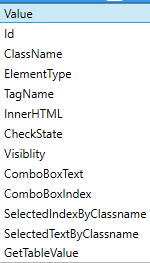 Value
Id
ClassName
ElementType
TagName
InnerHTML
CheckState
Visiblity
ComboBoxText
ComboBoxIndex
SelectedIndexByClassname
SelectedTextByClassname
GetTableValue